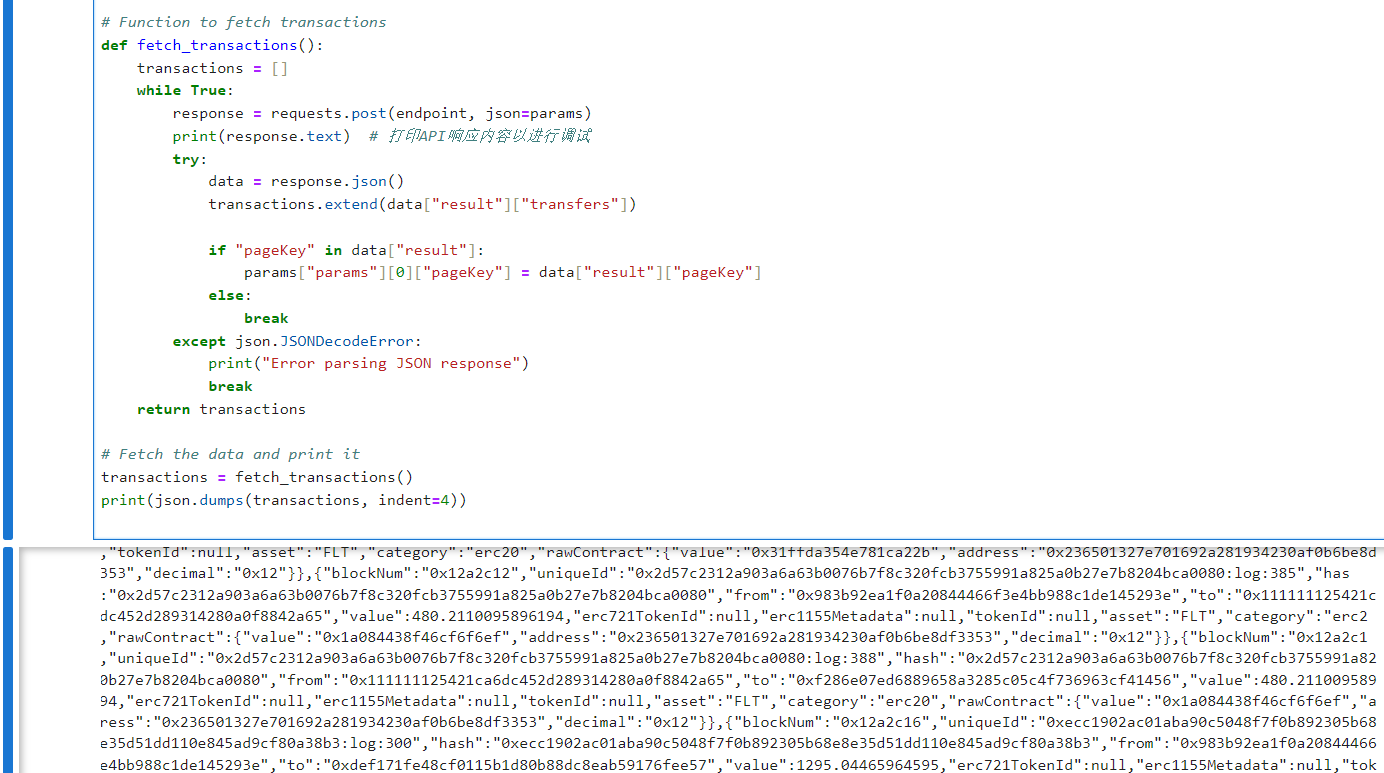 # Function to fetch transactions
def fetch_transactions():
    transactions = []
    while True:
        response = requests.post(endpoint, json=params)
        print(response.text)  # 打印API响应内容以进行调试
        try:
            data = response.json()
            transactions.extend(data["result"]["transfers"])
            if "pageKey" in data["result"]:
                params["params"][0]["pageKey"] = data["result"]["pageKey"]
            else:
                break
        except json.JSONDecodeError:
            print("Error parsing JSON response")
            break
    return transactions
# Fetch the data and print it
transactions = fetch_transactions()
print(json.dumps(transactions, indent=4))
,"tokenId":null,"asset":"FLT","category":"erc20","rawContract":{"value":"0x31ffda354e781ca22b","address":"0x236501327e701692a281934230af0b6be8d
353","decimal":"0x12"}},{"blockNum":"0x12a2c12","uniqueId":"0x2d57c2312a903a6a63b0076b7f8c320fcb3755991a825a0b27e7b8204bca0080:log:385","has
:"0x2d57c2312a903a6a63b0076b7f8c320fcb3755991a825a0b27e7b8204bca0080","from":"0x983b92ea1f0a20844466f3e4bb988c1de145293e","to":"0x111111125421c
dc452d289314280a0f8842a65","value":480.2110095896194,"erc721TokenId":null,"erc1155Metadata":null,"tokenId":null,"asset":"FLT","category":"erc2
,"rawContract":{"value":"0x1a084438f46cf6f6ef","address":"0x236501327e701692a281934230af0b6be8df3353","decimal":"0x12"}},{"blockNum":"0x12a2c1
,"uniqueId":"0x2d57c2312a903a6a63b0076b7f8c320fcb3755991a825a0b27e7b8204bca0080:log:388","hash":"0x2d57c2312a903a6a63b0076b7f8c320fcb3755991a82
0b27e7b8204bca0080","from":"0x111111125421ca6dc452d289314280a0f8842a65","to":"0xf286e07ed6889658a3285c05c4f736963cf41456","value":480.211009589
94,"erc721TokenId":null,"erc1155Metadata":null,"tokenId":null,"asset":"FLT","category":"erc20","rawContract":{"value":"0x1a084438f46cf6f6ef","a
ress":"0x236501327e701692a281934230af0b6be8df3353","decimal":"0x12"}},{"blockNum":"0x12a2c16","uniqueId":"0xecc1902ac01aba90c5048f7f0b892305b68
e35d51dd110e845ad9cf80a38b3:log:300","hash":"0xecc1902ac01aba90c5048f7f0b892305b68e8e35d51dd110e845ad9cf80a38b3","from":"0x983b92ea1f0a20844466
e4bb988c1de145293e","to":"0xdef171fe48cf0115b1d80b88dc8eab59176fee57","value":1295.04465964595,"erc721TokenId":null,"erc1155Metadata":null,"tok